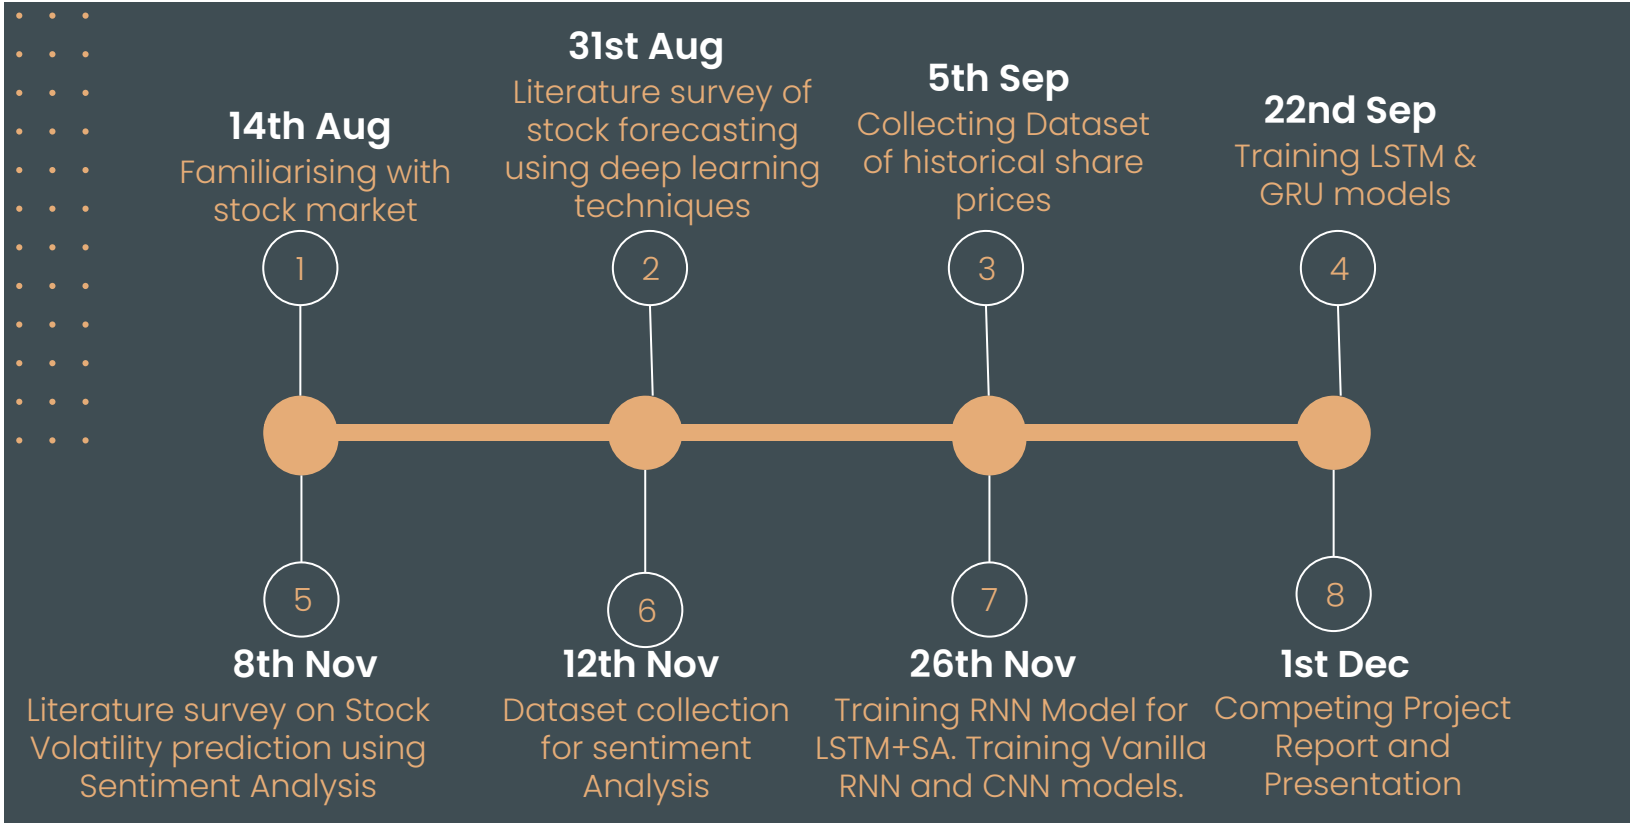 14th Aug
Familiarising with
stock market
1
31st Aug
Literature survey of
stock forecasting
using deep learning
techniques
2
5th Sep
Collecting Dataset
of historical share
prices
3
22nd Sep
Training LSTM &
GRU models
4
5
8th Nov
Literature survey on Stock
Volatility prediction using
Sentiment Analysis
6
12th Nov
Dataset collection
for sentiment
Analysis
7
26th Nov
Training RNN Model for
LSTM+SA. Training Vanilla
RNN and CNN models.
8
1st Dec
Competing Project
Report and
Presentation